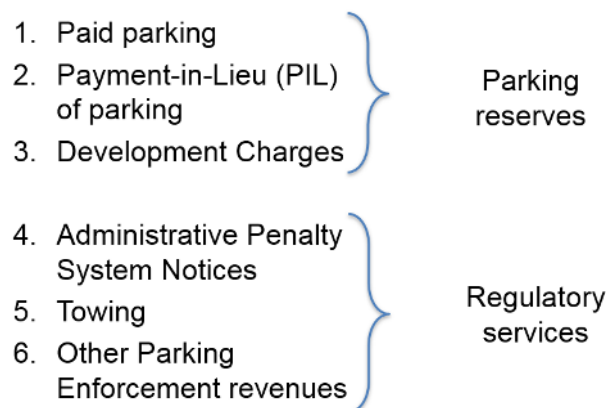 1. Paid parking
2. Payment-in-Lieu (PIL)
of parking
3. Development Charges
Parking
reserves
4. Administrative Penalty
System Notices
5. Towing
6. Other Parking
Enforcement revenues
Regulatory
services